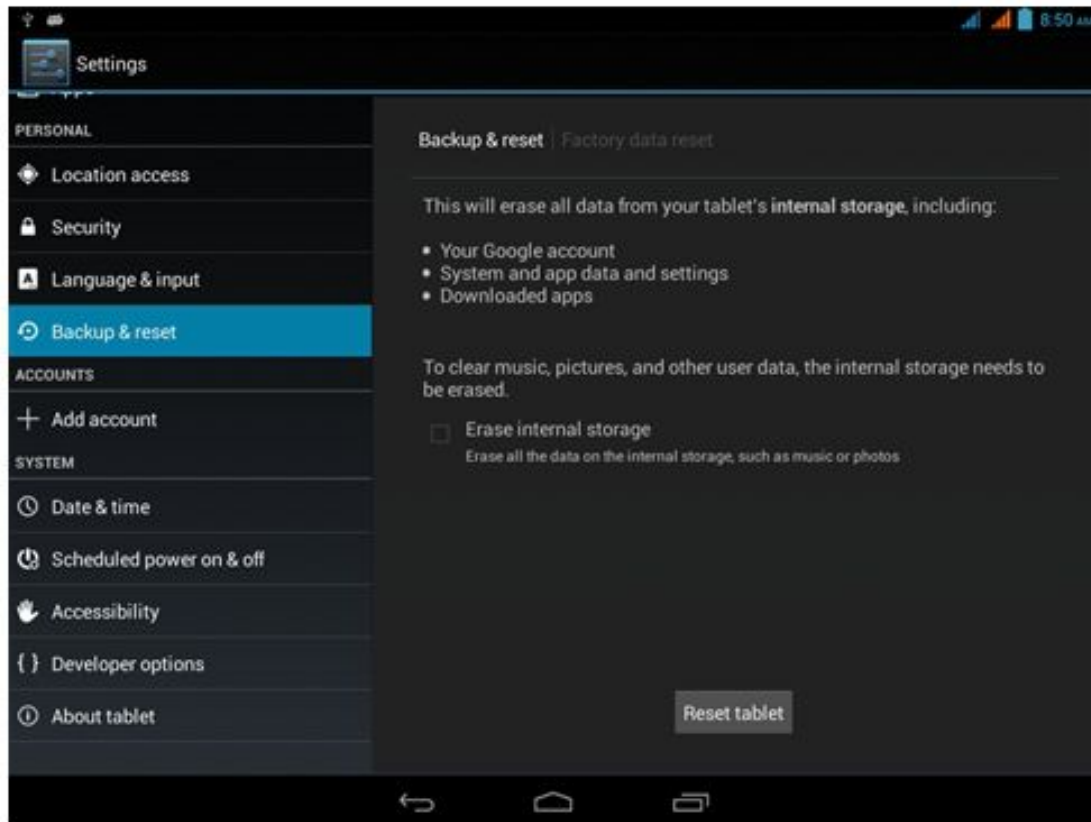 8:50 AM
Settings
Apps
PERSONAL
Location access
Security
Language & input
Backup & reset
ACCOUNTS
Add account
SYSTEM
Date & time
Scheduled power on & off
Accessibility
{ } Developer options
About tablet
Backup & reset | Factory data reset
This will erase all data from your tablet's internal storage, including:
• Your Google account
• System and app data and settings
• Downloaded apps
To clear music, pictures, and other user data, the internal storage needs to
be erased.
Erase internal storage
Erase all the data on the internal storage, such as music or photos
Reset tablet